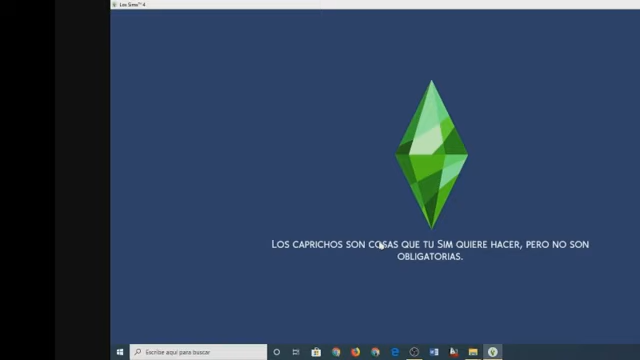 Los Sims™ 4
LOS CAPRICHOS SON COSAS QUE TU SIM QUIERE HACER, PERO NO SON
OBLIGATORIAS.
Escribe aquí para buscar